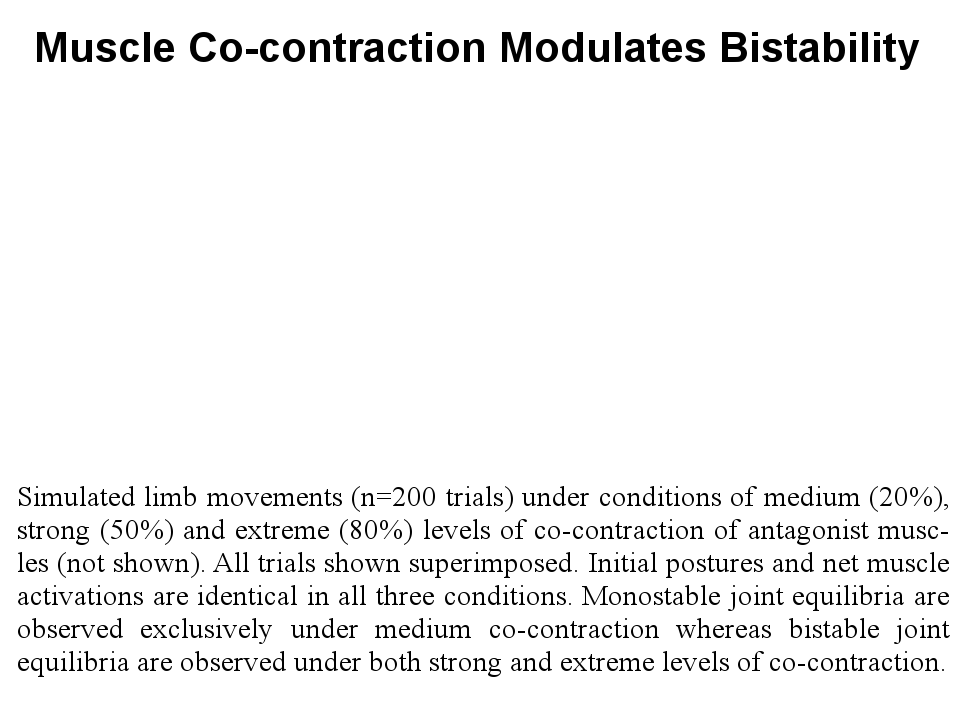 Muscle Co-contraction Modulates Bistability
Simulated limb movements (n=200 trials) under conditions of medium (20%),
strong (50%) and extreme (80%) levels of co-contraction of antagonist musc-
les (not shown). All trials shown superimposed. Initial postures and net muscle
activations are identical in all three conditions. Monostable joint equilibria are
observed exclusively under medium co-contraction whereas bistable joint
equilibria are observed under both strong and extreme levels of co-contraction.